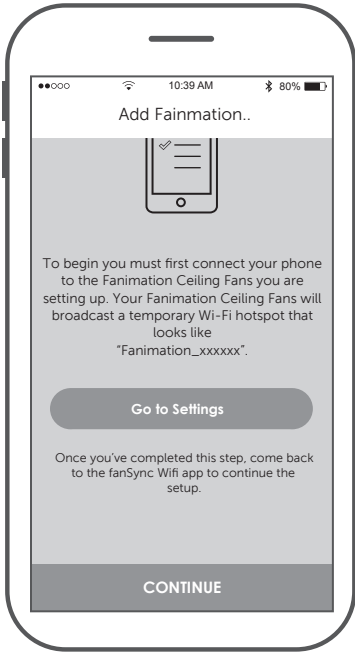 10:39 AM
80%
Add Fainmation..
To begin you must first connect your phone
to the Fanimation Ceiling Fans you are
setting up. Your Fanimation Ceiling Fans will
broadcast a temporary Wi-Fi hotspot that
looks like
“Fanimation_xxxxxx”.
Go to Settings
Once you’ve completed this step, come back
to the fanSync Wifi app to continue the
setup.
CONTINUE